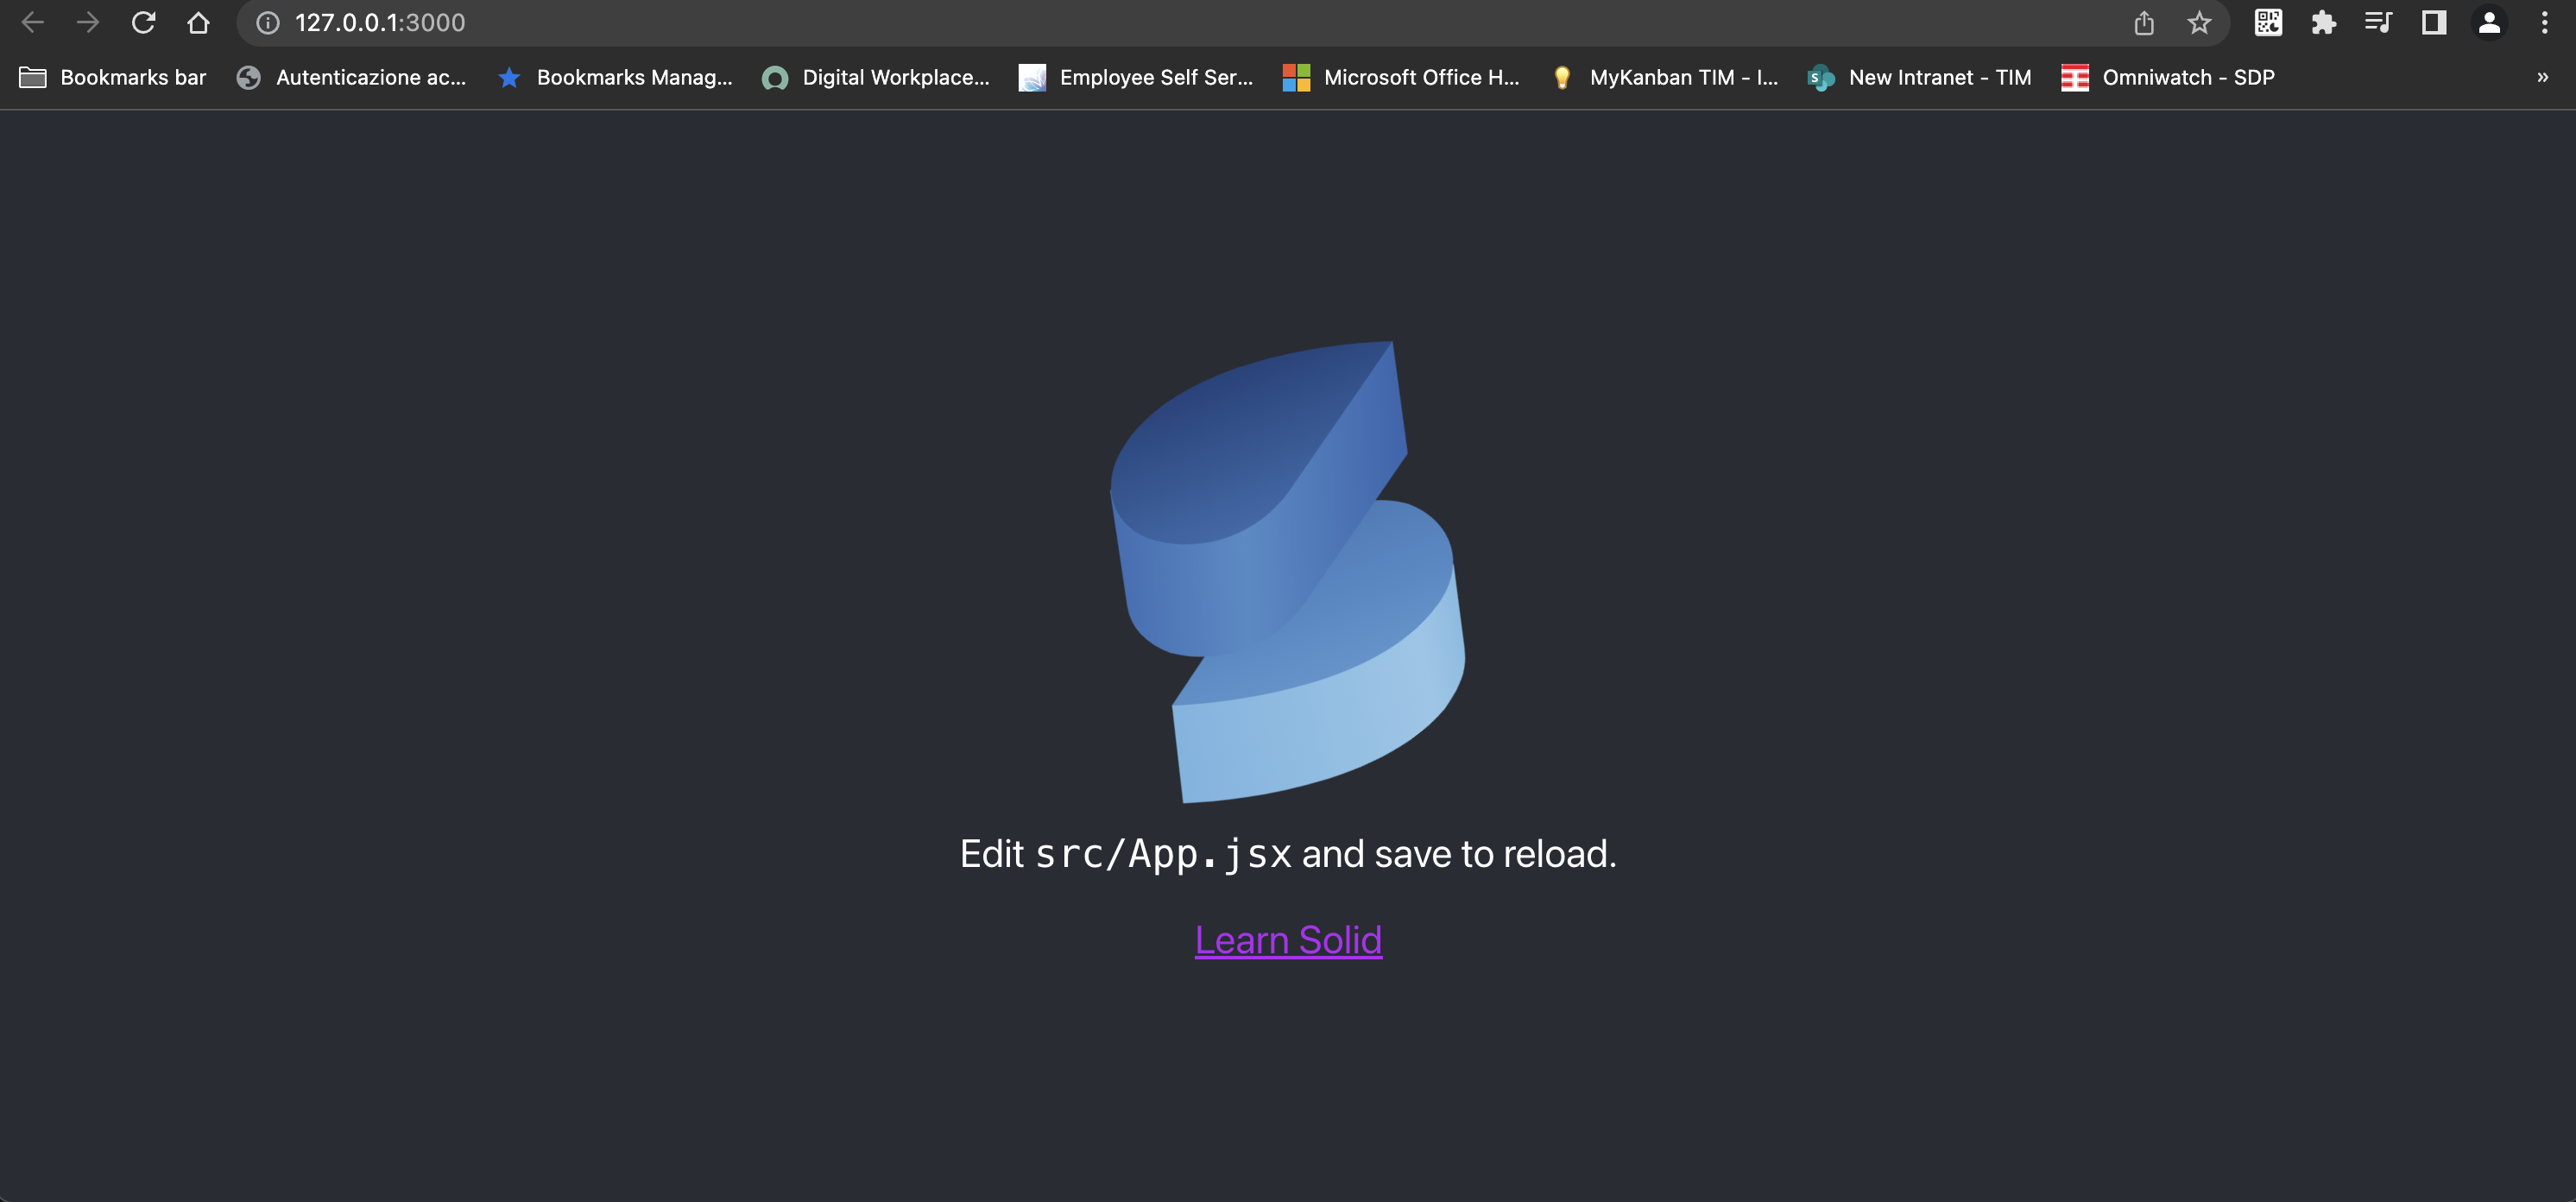 127.0.0.1:3000
Bookmarks bar Autenticazione ac... Bookmarks Manag... Digital Workplace... Employee Self Ser... Microsoft Office H... MyKanban TIM - I... S New Intranet - TIM Omniwatch - SDP »
Edit src/App.jsx and save to reload.
Learn Solid